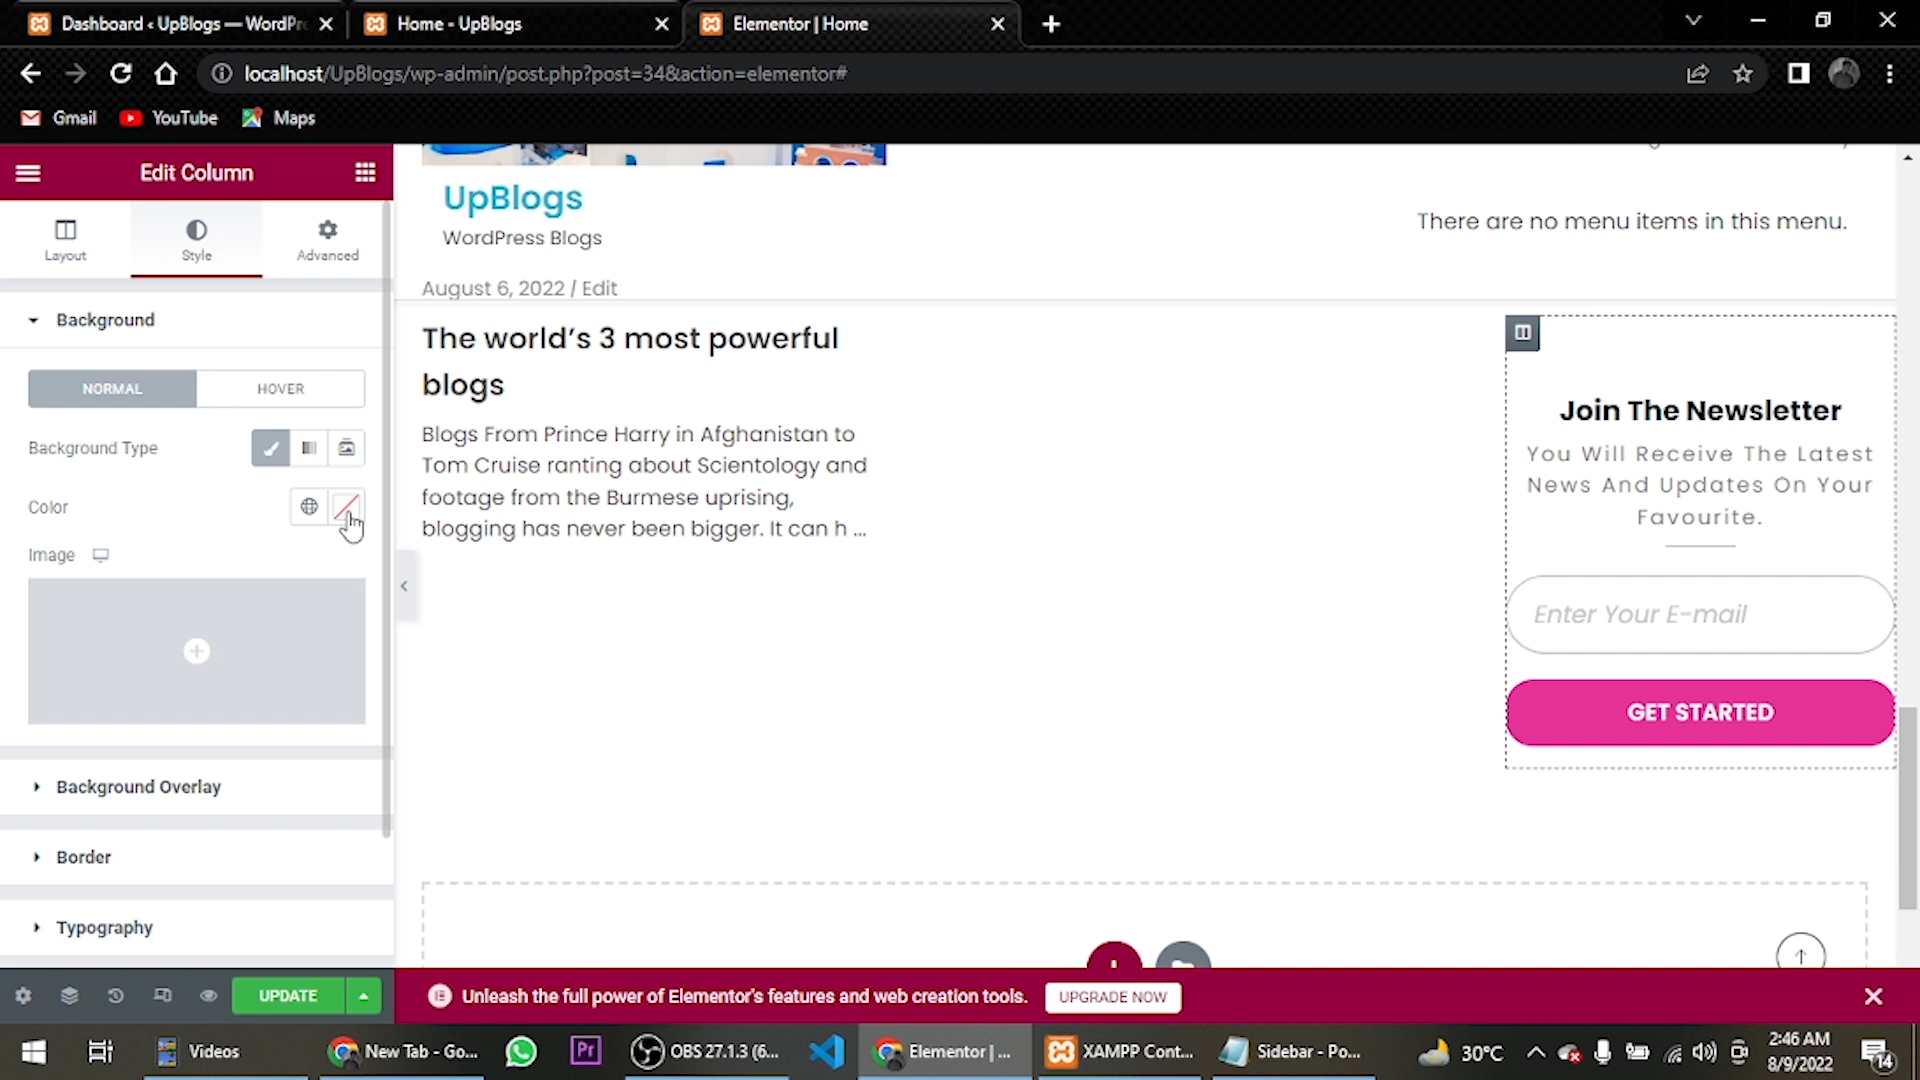 Dashboard ‹ UpBlogs — WordPr
Home - UpBlogs
Elementor | Home
localhost/UpBlogs/wp-admin/post.php?post=34&action=elementor#
Gmail
YouTube
Maps
Edit Column
Layout
Style
Advanced
Background
NORMAL
HOVER
Background Type
Color
Image
Background Overlay
Border
Typography
UPDATE
UpBlogs
WordPress Blogs
There are no menu items in this menu.
August 6, 2022 / Edit
The world's 3 most powerful
blogs
Blogs From Prince Harry in Afghanistan to
Tom Cruise ranting about Scientology and
footage from the Burmese uprising,
blogging has never been bigger. It can h ...
Join The Newsletter
You Will Receive The Latest
News And Updates On Your
Favourite.
Enter Your E-mail
GET STARTED
Unleash the full power of Elementor's features and web creation tools.
UPGRADE NOW
Videos
New Tab - Go...
Pr
OBS 27.1.3 (6...
Elementor | ...
XAMPP Cont...
Sidebar - Po...
30°C
2:46 AM
8/9/2022
14